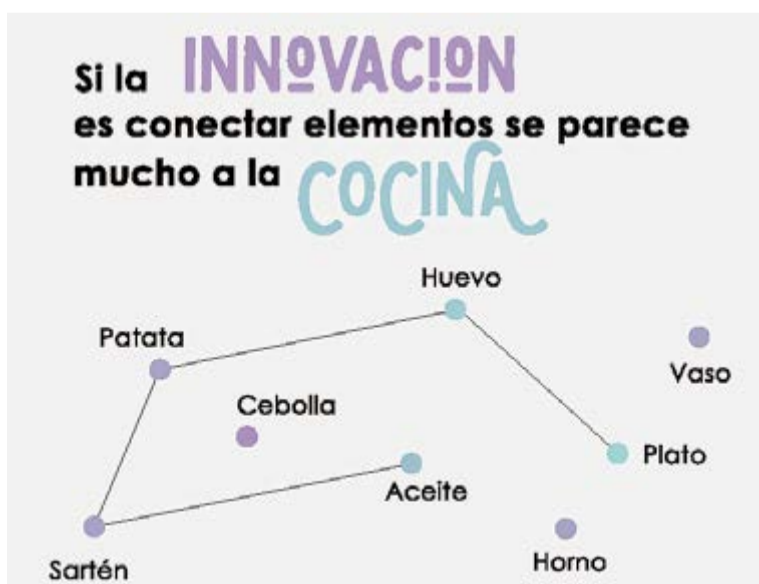 Si la INNOVACION
es conectar elementos se parece
mucho a la COCINA
Huevo
Patata
Vaso
Cebolla
Plato
Aceite
Horno
Sartén